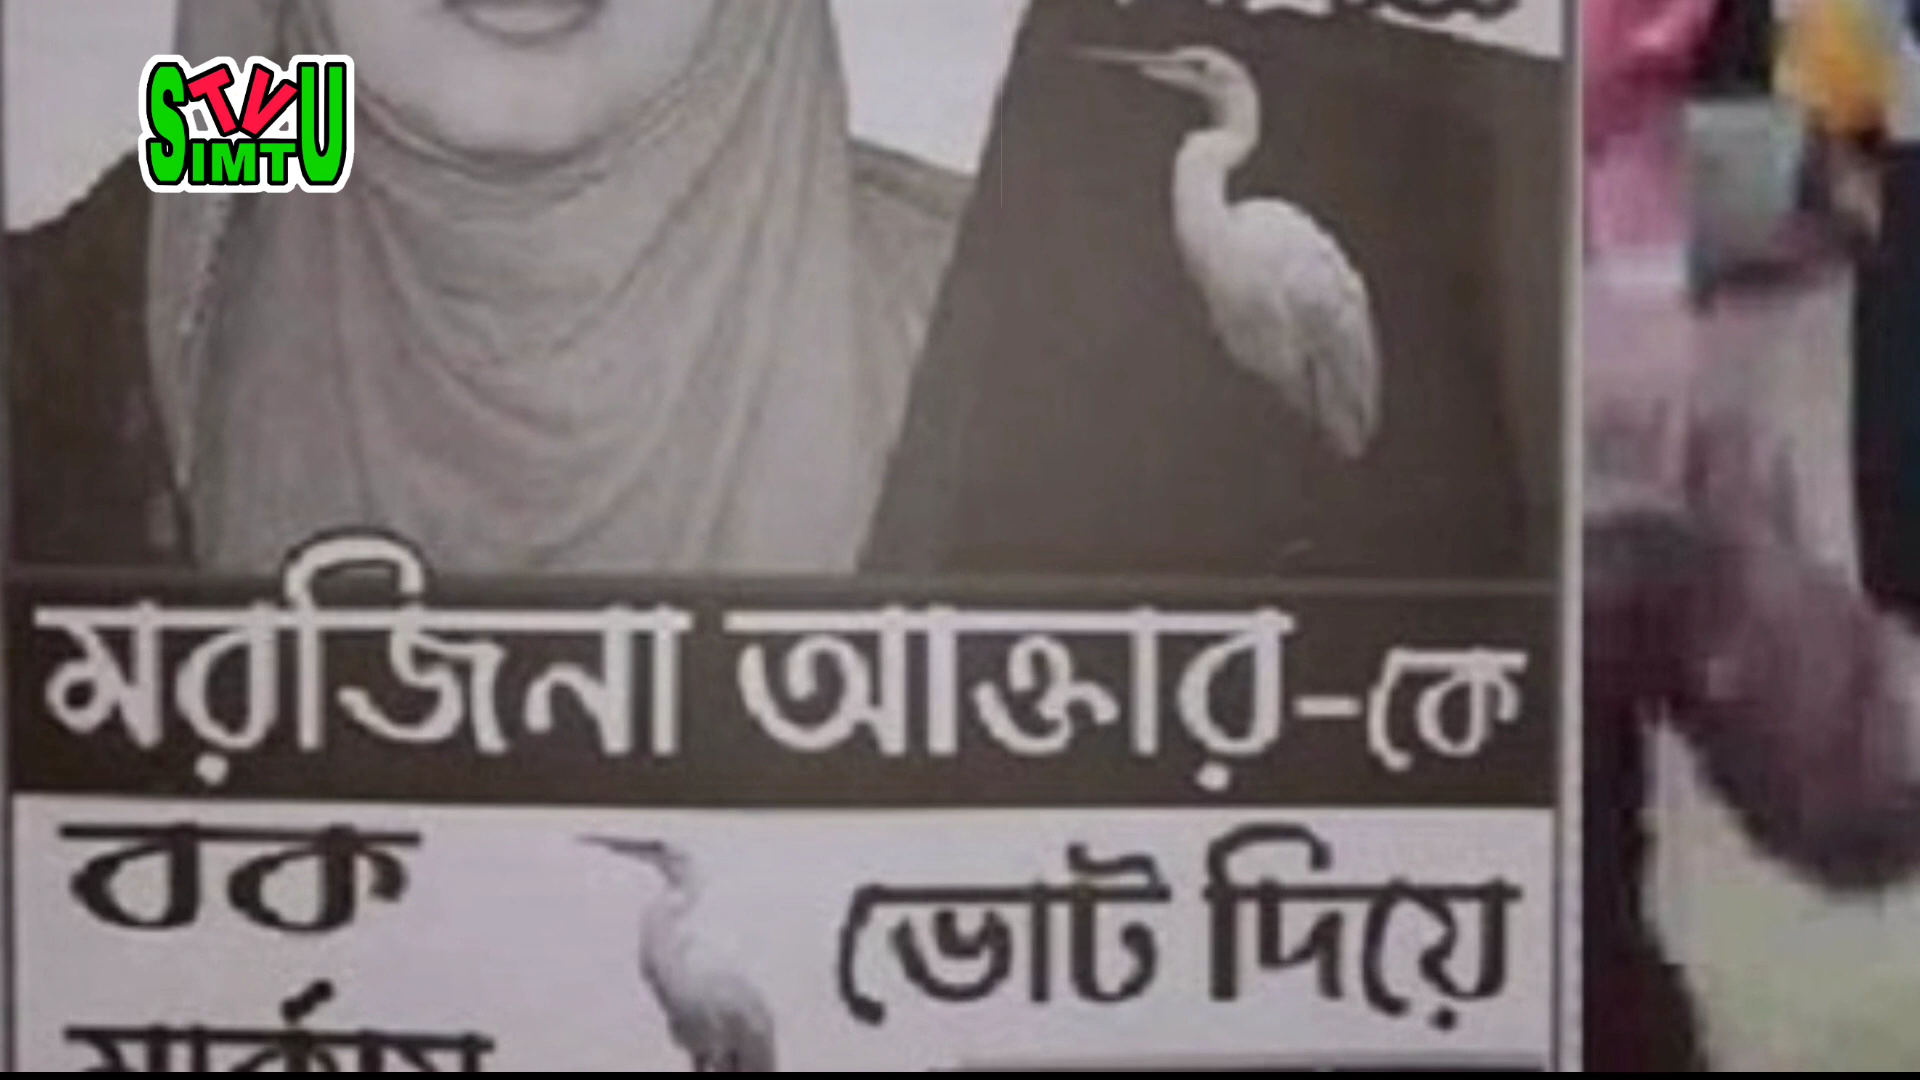 STV SIMTU
মরজিনা আক্তার-কে
বক ভোট দিয়ে
মার্কায়